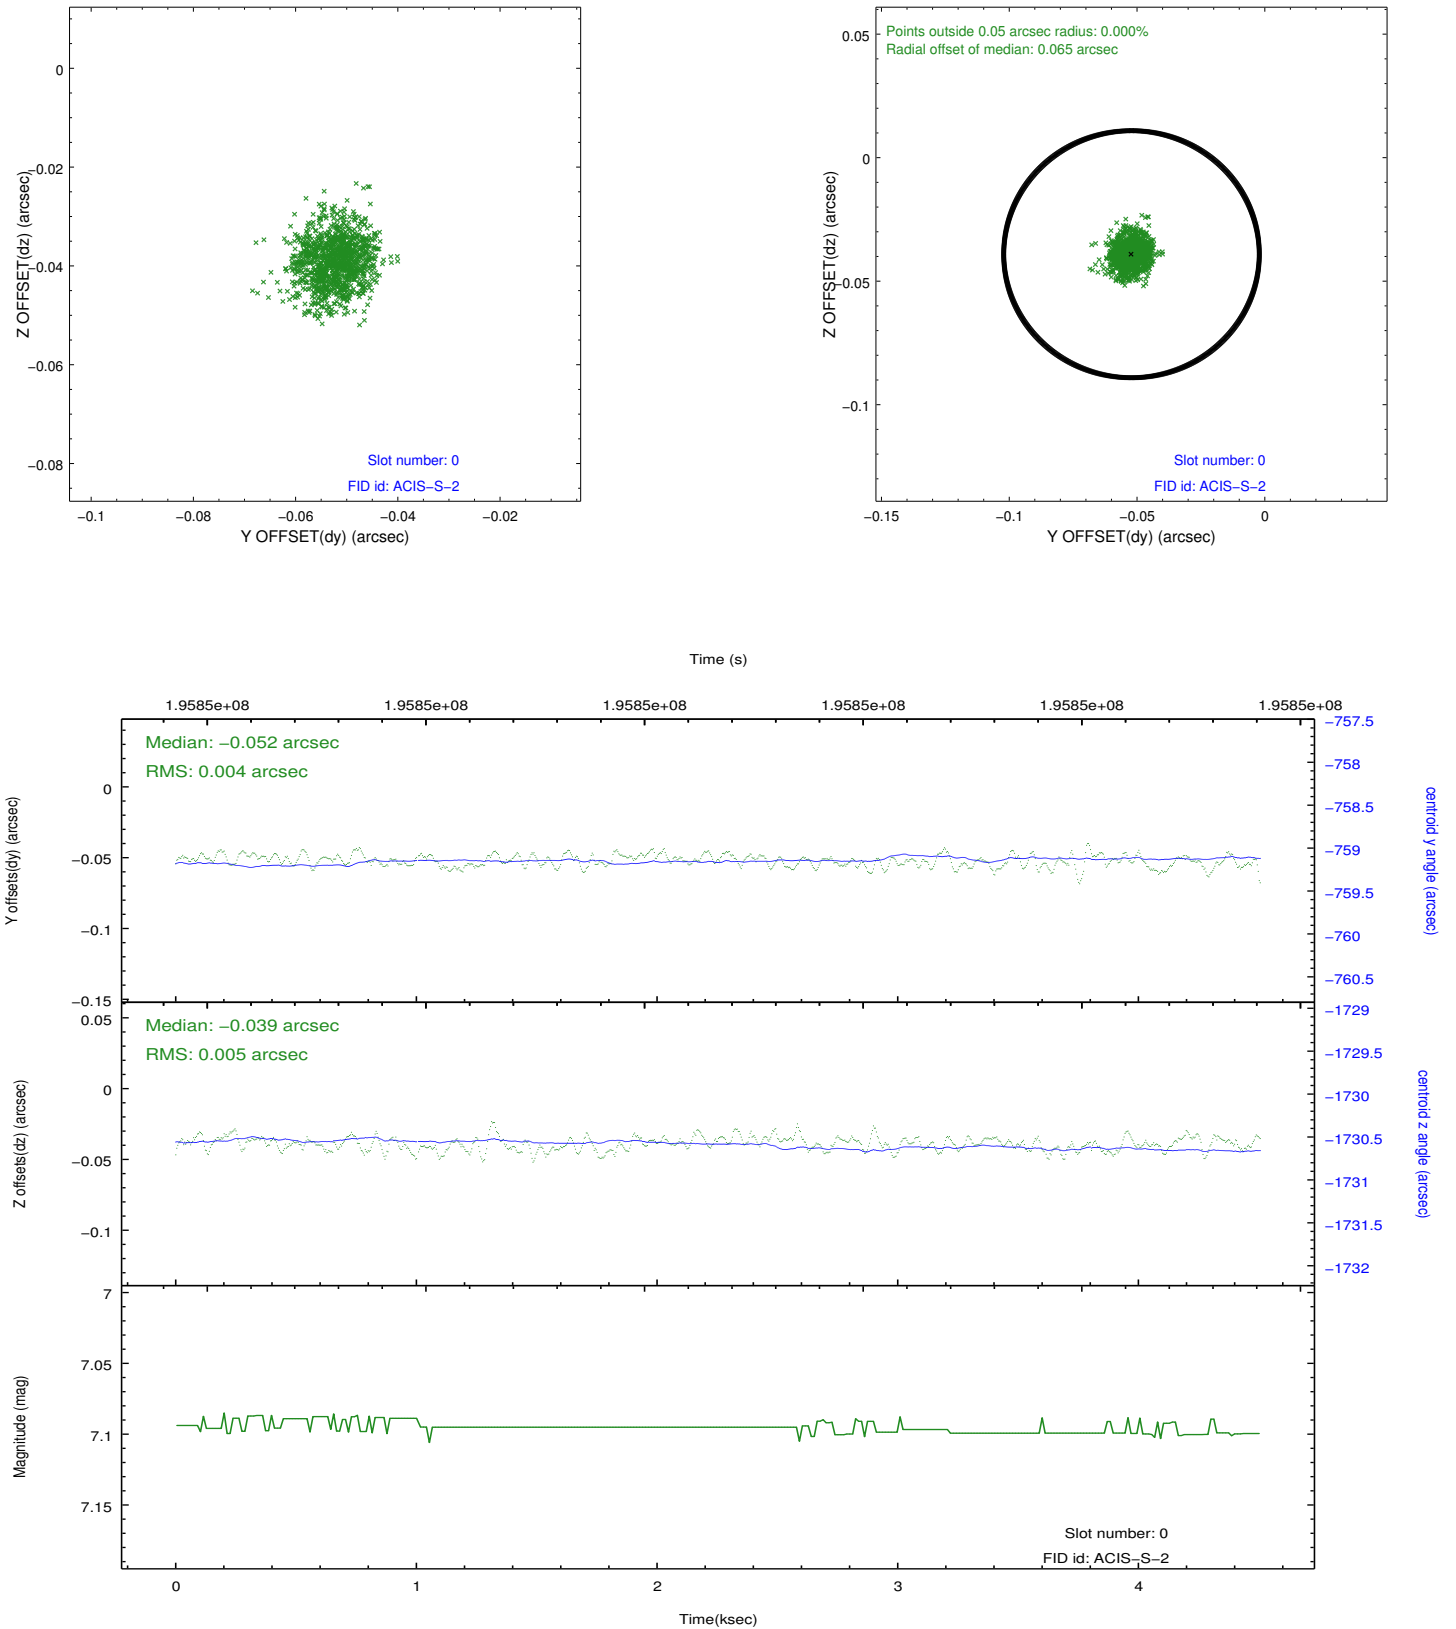 0
−0.02
−0.04
−0.06
−0.08
Z OFFSET(dz) (arcsec)
Slot number: 0
FID id: ACIS−S−2
−0.1
−0.08
−0.06
−0.04
−0.02
Y OFFSET(dy) (arcsec)
Points outside 0.05 arcsec radius: 0.000%
Radial offset of median: 0.065 arcsec
0.05
0
−0.05
−0.1
Z OFFSET(dz) (arcsec)
Slot number: 0
FID id: ACIS−S−2
−0.15
−0.1
−0.05
0
Y OFFSET(dy) (arcsec)
Time (s)
1.9585e+08
1.9585e+08
1.9585e+08
1.9585e+08
1.9585e+08
1.9585e+08
Median: −0.052 arcsec
RMS: 0.004 arcsec
0
−0.05
−0.1
−0.15
Y offsets(dy) (arcsec)
−757.5
−758
−758.5
−759
−759.5
−760
−760.5
centroid y angle (arcsec)
Median: −0.039 arcsec
RMS: 0.005 arcsec
0.05
0
−0.05
−0.1
Z offsets(dz) (arcsec)
−1729
−1729.5
−1730
−1730.5
−1731
−1731.5
−1732
centroid z angle (arcsec)
7
7.05
7.1
7.15
Magnitude (mag)
Slot number: 0
FID id: ACIS−S−2
0
1
2
3
4
Time(ksec)